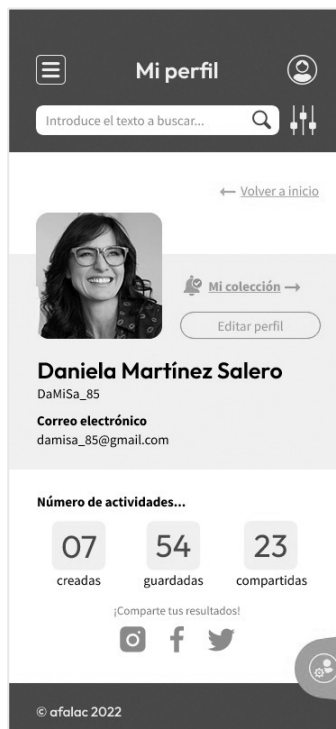 Mi perfil
Introduce el texto a buscar...
← Volver a inicio
Mi colección →
Editar perfil
Daniela Martínez Salero
DaMiSa_85
Correo electrónico
damisa_85@gmail.com
Número de actividades...
07 54 23
creadas guardadas compartidas
¡Comparte tus resultados!
© afalac 2022